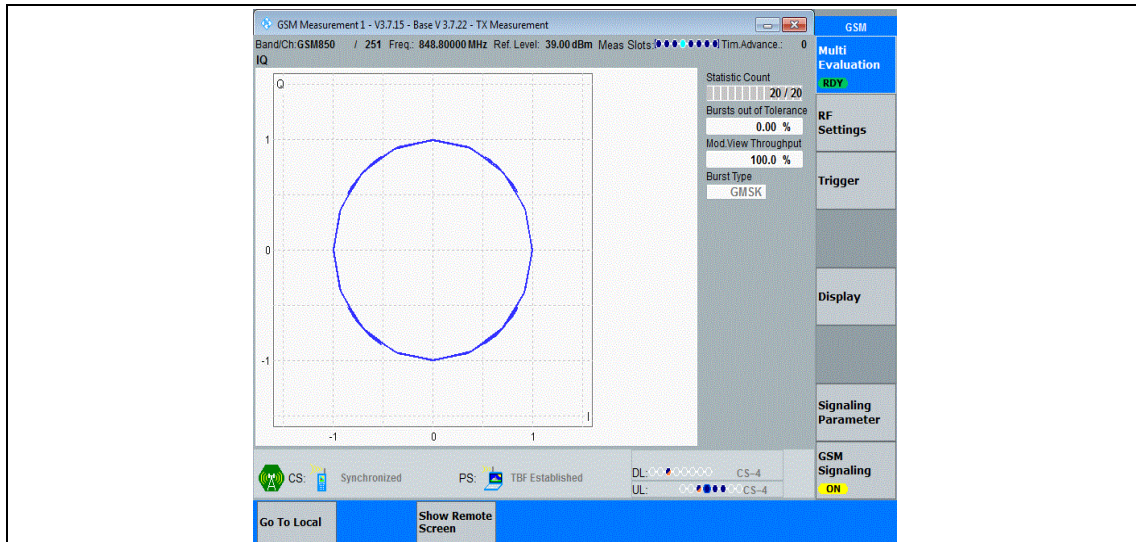 GSM Measurement 1 - V3.7.15 - Base V 3.7.22 - TX Measurement
GSM
Band/Ch:GSM850 / 251 Freq.: 848.80000 MHz Ref. Level: 39.00 dBm Meas Slots: Tim.Advance.: 0
IQ
Multi
Evaluation
RDY
Statistic Count
20 / 20
Bursts out of Tolerance
0.00 %
Mod.View Throughput
100.0 %
Burst Type
GMSK
RF
Settings
Trigger
Display
Signaling
Parameter
GSM
Signaling
ON
Q
1
0
-1
I
-1 0 1
CS: Synchronized PS: TBF Established
DL: CS-4
UL: CS-4
Go To Local
Show Remote
Screen